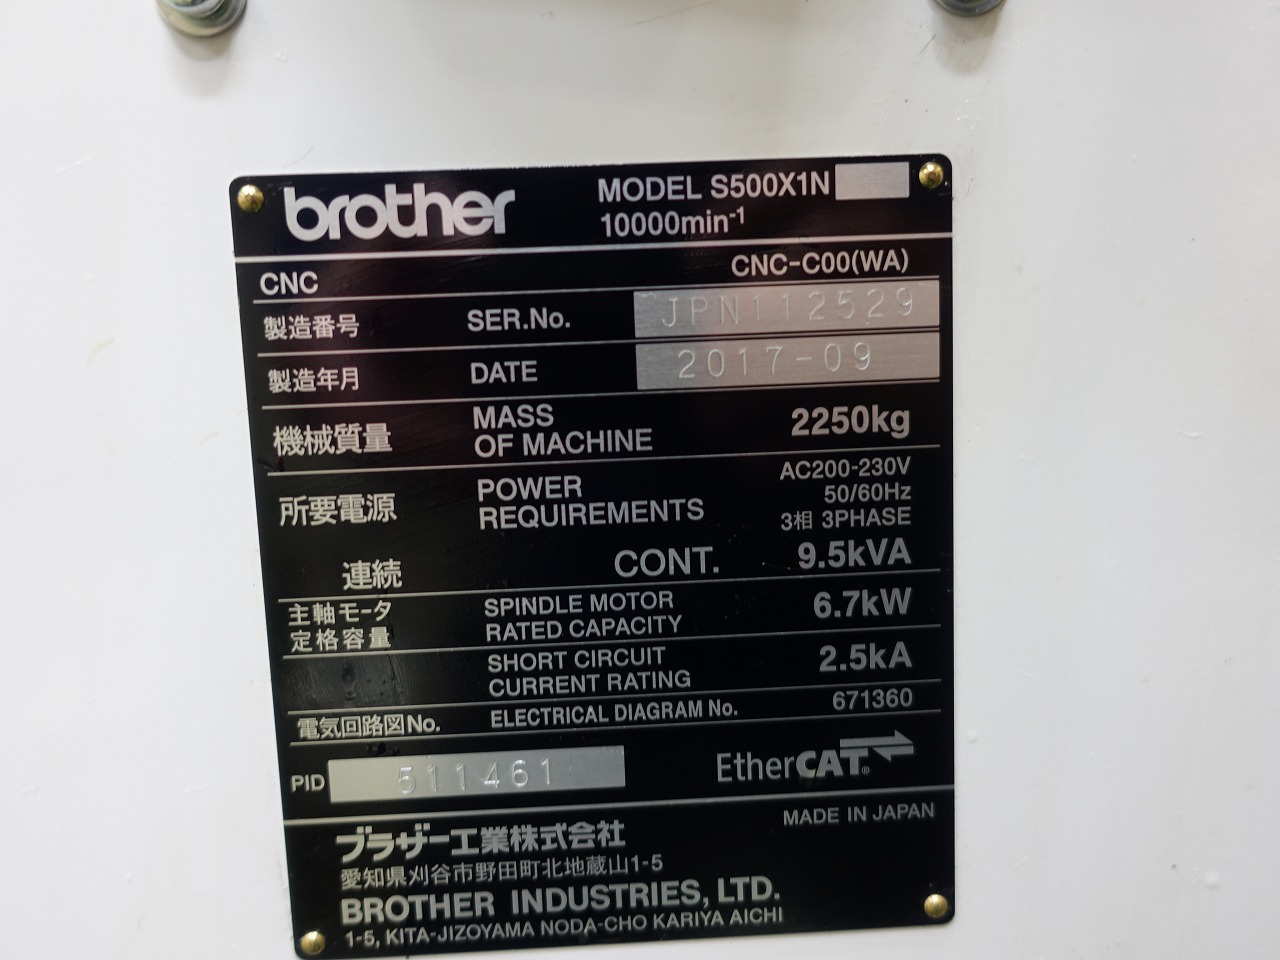 brother
MODEL S500X1N
10000min-1
CNC CNC-C00(WA)
製造番号 SER.No. JPN112529
製造年月 DATE 2017-09
機械質量 MASS OF MACHINE 2250kg
所要電源 POWER REQUIREMENTS AC200-230V
50/60Hz
3相 3PHASE
連続 CONT. 9.5kVA
主軸モータ
定格容量
SPINDLE MOTOR
RATED CAPACITY
6.7kW
SHORT CIRCUIT
CURRENT RATING
2.5kA
電気回路図No. ELECTRICAL DIAGRAM No. 671360
PID 511461
EtherCAT®
MADE IN JAPAN
ブラザー工業株式会社
愛知県刈谷市野田町北地蔵山1-5
BROTHER INDUSTRIES, LTD.
1-5, KITA-JIZOYAMA NODA-CHO KARIYA AICHI